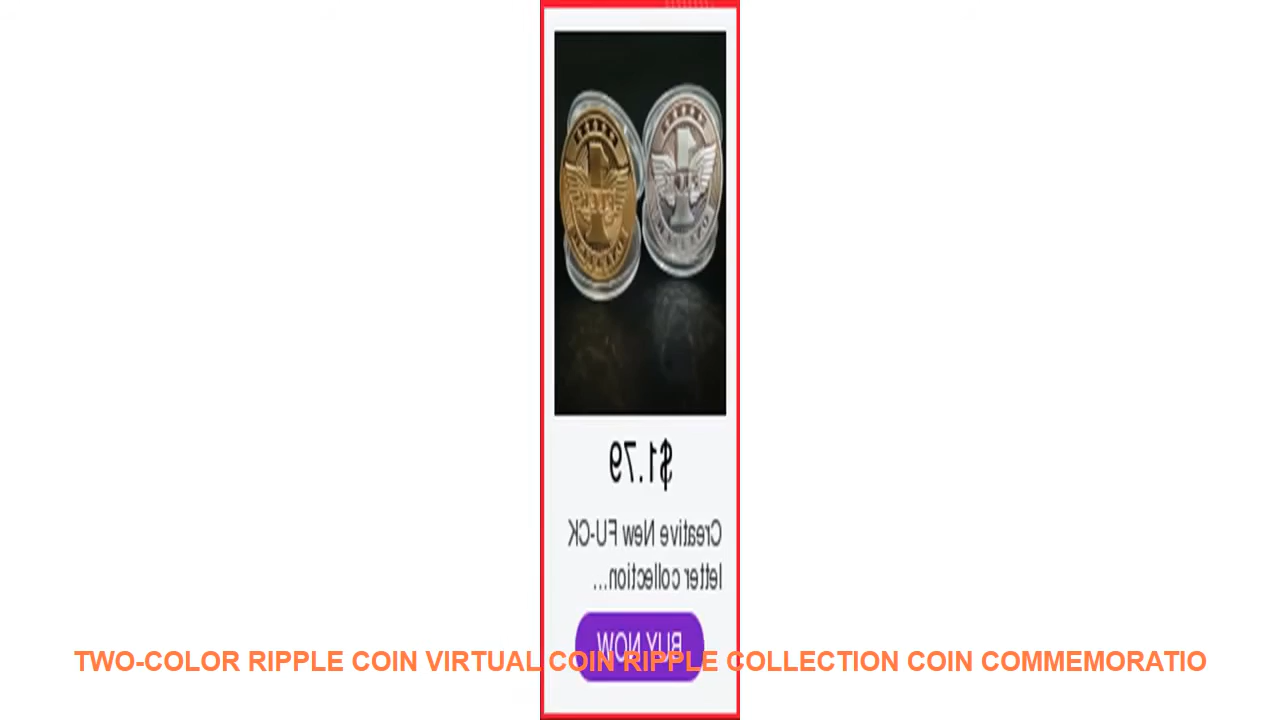 $1.79
Creative New FU-CK
letter collection...
BUY NOW
TWO-COLOR RIPPLE COIN VIRTUAL COIN RIPPLE COLLECTION COIN COMMEMORATIO